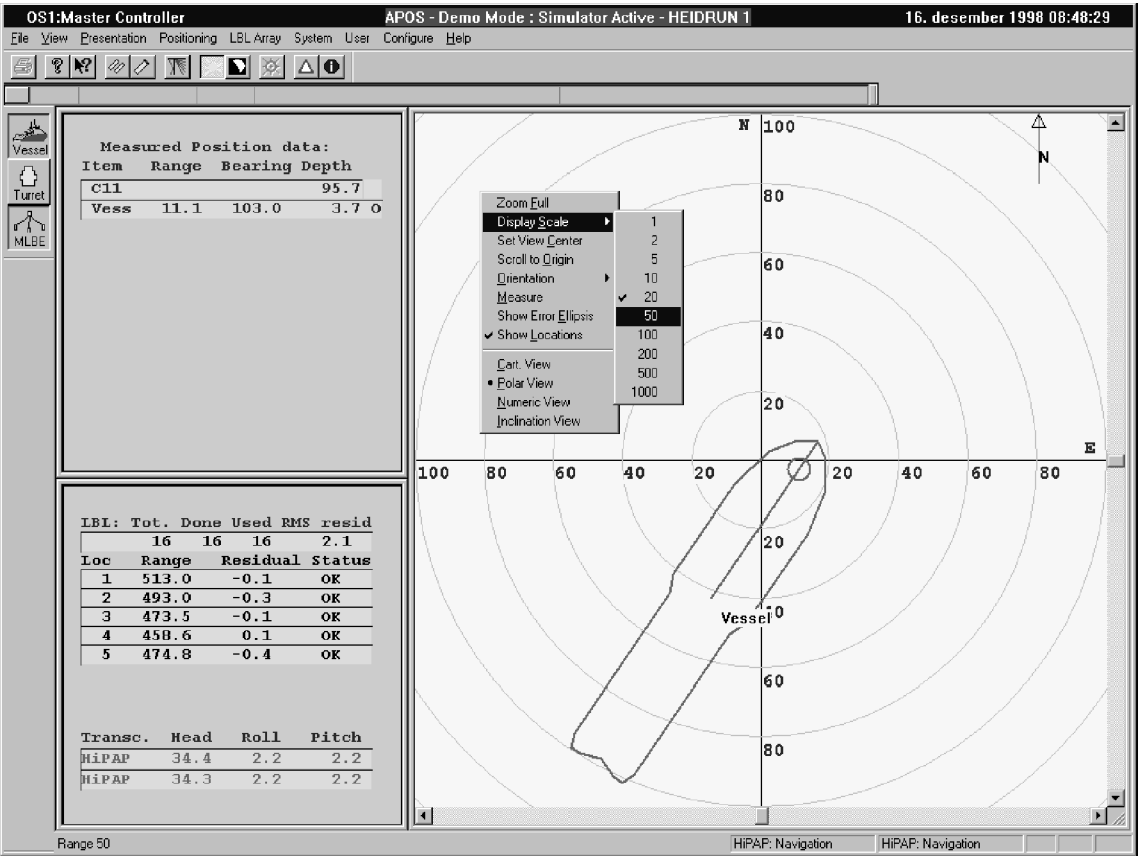 OS1:Master Controller APOS - Demo Mode : Simulator Active - HEIDRUN 1 16. desember 1998 08:48:29
File View Presentation Positioning LBL Array System User Configure Help
Vessel
Turret
MLBE
Measured Position data:
Item Range Bearing Depth
C11 95.7
Vess 11.1 103.0 3.7 O
LBL: Tot. Done Used RMS resid
16 16 16 2.1
Loc Range Residual Status
1 513.0 -0.1 OK
2 493.0 -0.3 OK
3 473.5 -0.1 OK
4 458.6 0.1 OK
5 474.8 -0.4 OK
Transc. Head Roll Pitch
HiPAP 34.4 2.2 2.2
HiPAP 34.3 2.2 2.2
N 100
N
80
60
40
20
E
100 80 60 40 20 20 40 60 80
20
Vessel 40
60
80
Zoom Full
Display Scale
Set View Center
Scroll to Origin
Orientation
Measure
Show Error Ellipsis
Show Locations
Cart. View
Polar View
Numeric View
Inclination View
1
2
5
10
20
50
100
200
500
1000
Range 50 HiPAP: Navigation HiPAP: Navigation